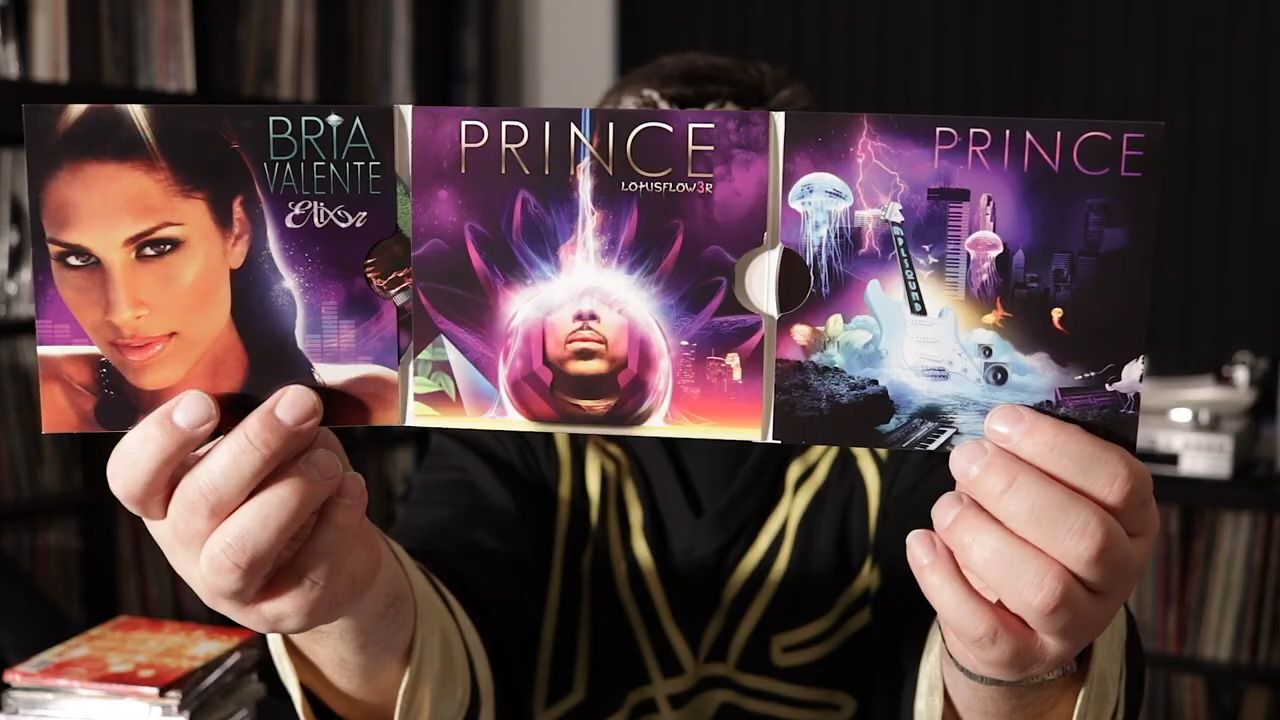 BRIA
VALENTE
Elixer
PRINCE
LOTUSFLOW3R
PRINCE
MPLSOUND